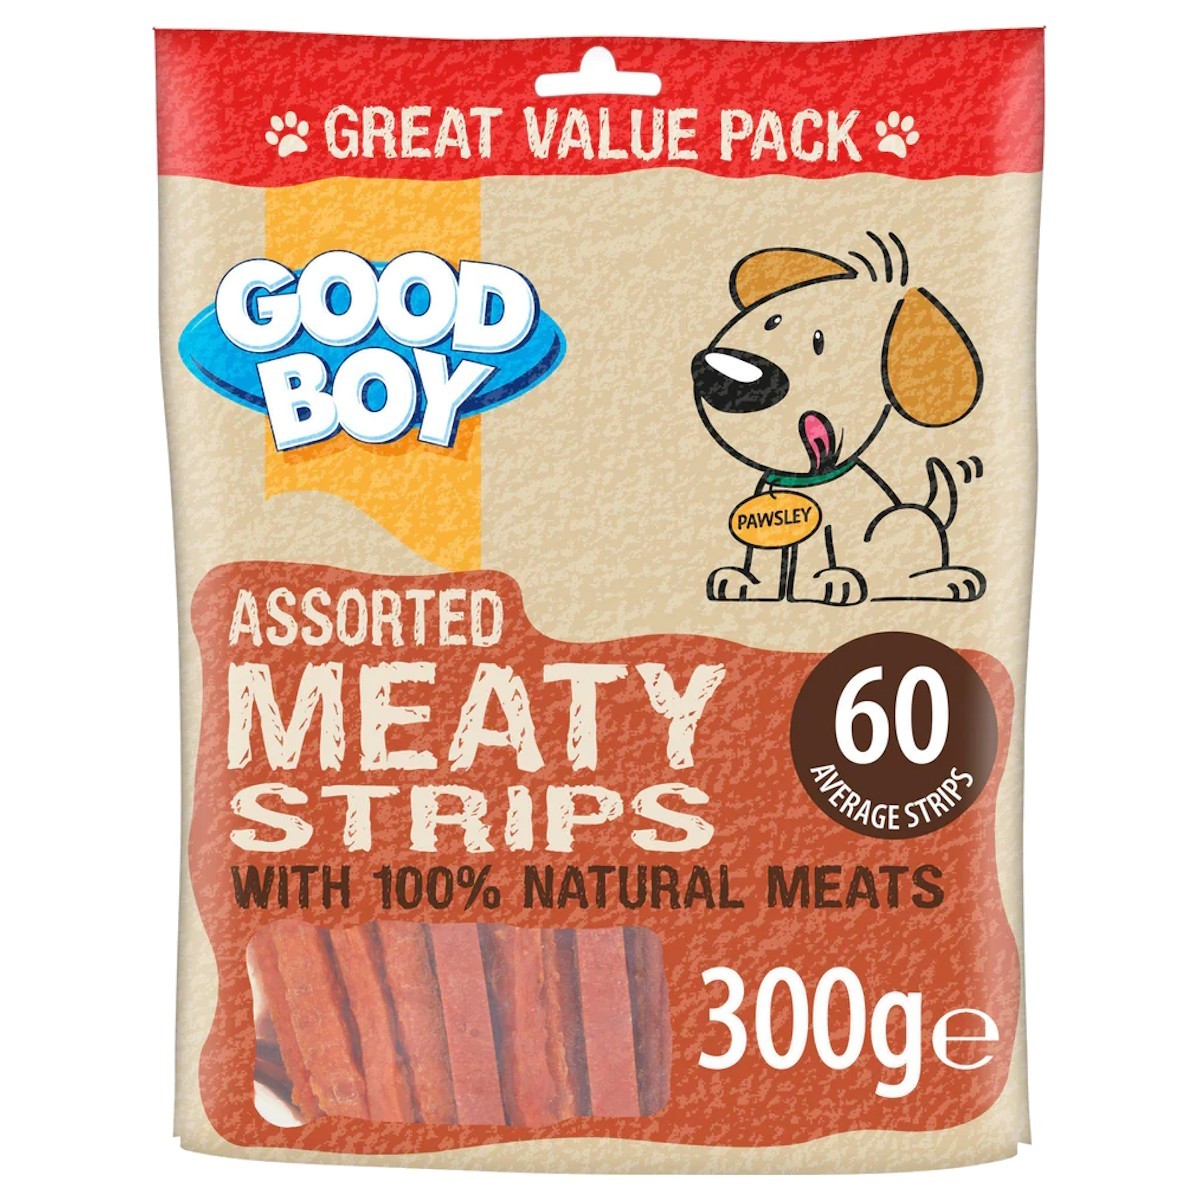 GREAT VALUE PACK
GOOD
BOY
PAWSLEY
ASSORTED
MEATY
STRIPS
60
AVERAGE STRIPS
WITH 100% NATURAL MEATS
300g℮